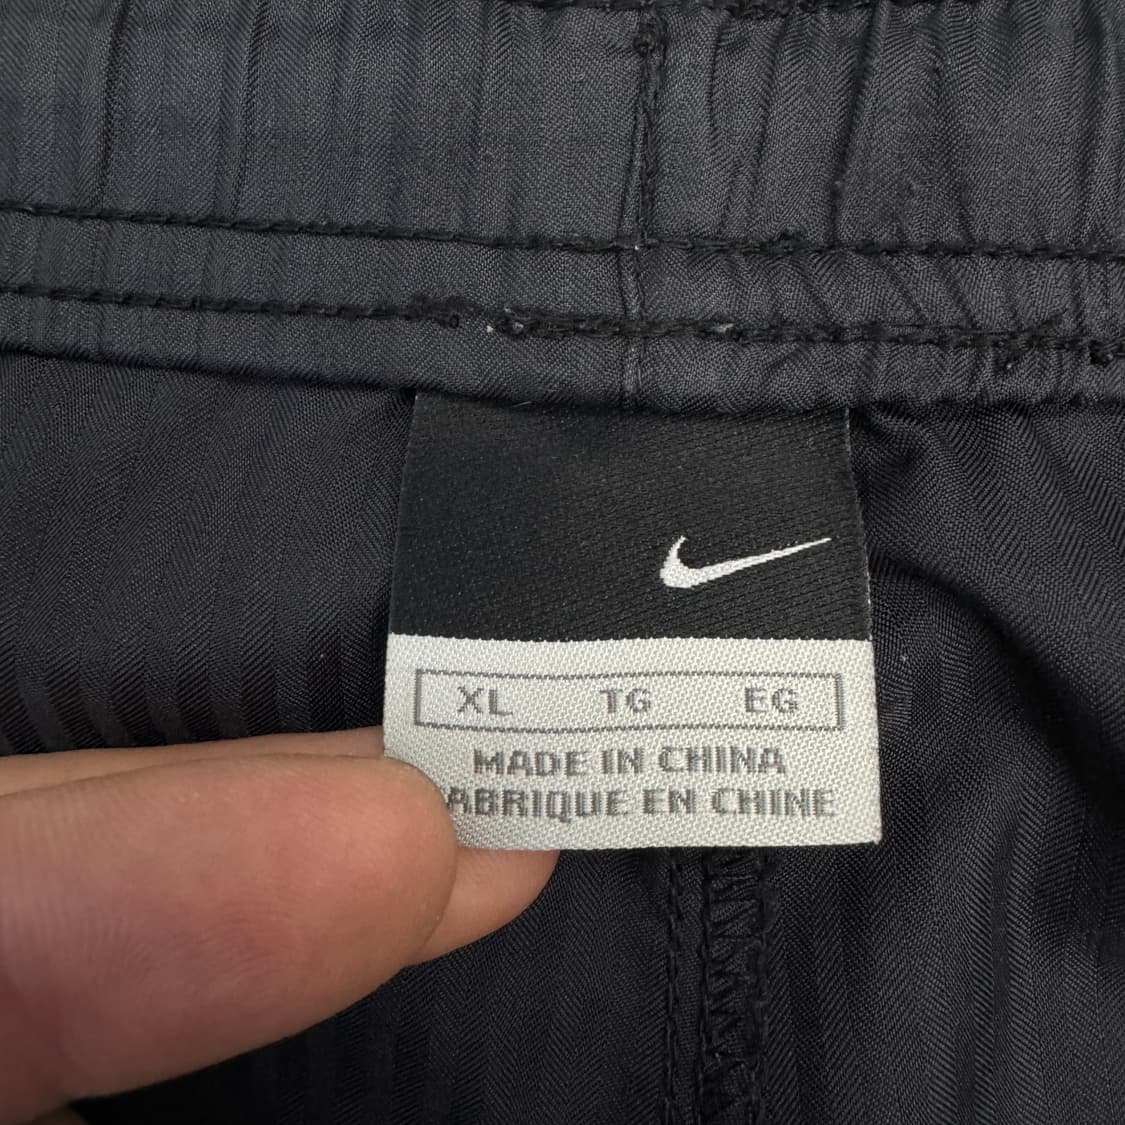 XL TG EG
MADE IN CHINA
ABRIQUE EN CHINE